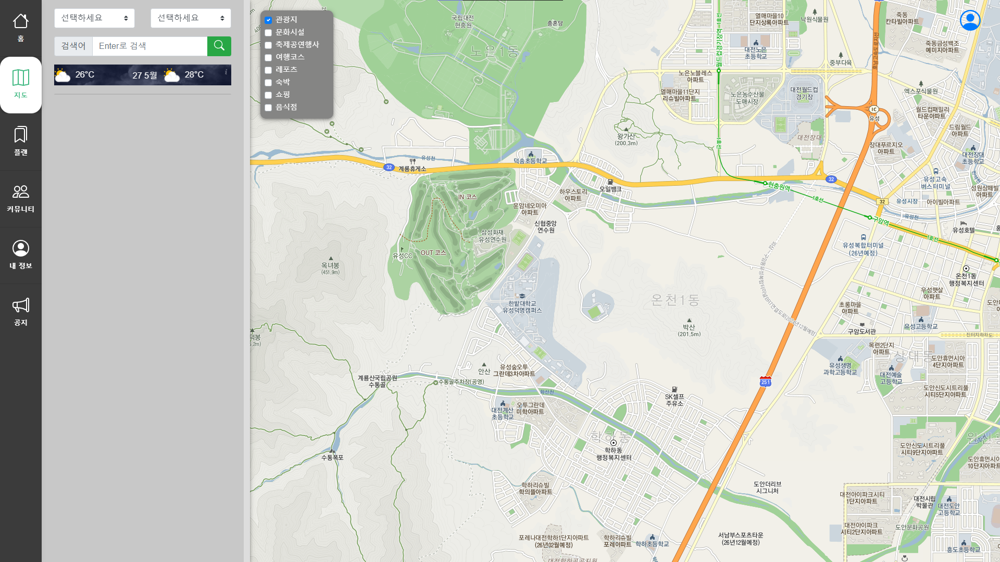 홈
지도
플랜
커뮤니티
내 정보
공지
선택하세요
선택하세요
검색어
Enter로 검색
26°C
27 5월
28°C
관광지
문화시설
축제공연행사
여행코스
레포츠
숙박
쇼핑
음식점
국립대전
현충원
충혼당
노은1동
열매마을10
단지상록아파트
낙원식물원
죽동
칸타빌아파트
죽동금성백조
예미지아파트
대전노은
초등학교
중부다육
호남고속도로지선
월드컵경기장역
1호선
노은노블레스
아파트
열매마을11단지
리슈빌아파트
노은농수산물
도매시장
대전월드컵
경기장
엑스포식물원
IC
유성
월드컵패밀리
타운아파트
드림월드
아파트
왕가산
(200.3m)
1호선
대전장대
장대푸르지오
아파트
대전장대
초등학교
유성천
덕송초등학교
32
계룡휴게소
오일뱅크
32
현충원역
1호선
유성고속
버스터미널
성원상떼빌
아파트
하우스토리
아파트
IN 코스
운암네오미아
아파트
32
유성시장
아이빌아파트
유성천
구암역
신협중앙
연수원
유성호텔
삼성화재
유성연수원
1호선
유성복합터미널
(26년예정)
유성CC
OUT 코스
옥녀봉
(451.9m)
온천1동
행정복지센터
한밭대학교
유성덕명캠퍼스
온천1동
우성햇살
아파트
초롱마을
아파트
박산
(201.5m)
구암도서관
유성고등학교
진터지하차도
목련2단지
아파트
상대동
도안휴먼시아
4단지아파트
유성생명
과학고등학교
대전예술
고등학교
안산
유성숲오투
그란데3차아파트
계룡산국립공원
수통골
수통골주차장(공영)
251
화산천
도안신도시트리풀
시티5단지아파트
SK셀프
주유소
대전계산
초등학교
오투그란데
미학아파트
학하동
학하동
행정복지센터
도안신도시트리풀
시티9단지아파트
도안휴먼시아
10단지아파트
수통폭포
학하리슈빌
학의뜰아파트
도안더리브
시그니처
대전아이파크시티
1단지아파트
대전시립
박물관
대전도안
고등학교
대전아이파크
시티2단지아파트
도안문화공원
포레나대전학하1단지아파트
(26년02월예정)
학하리슈빌
포레아파트
학하초등학교
서남부스포츠타운
(26년12월예정)
흥도초등학교